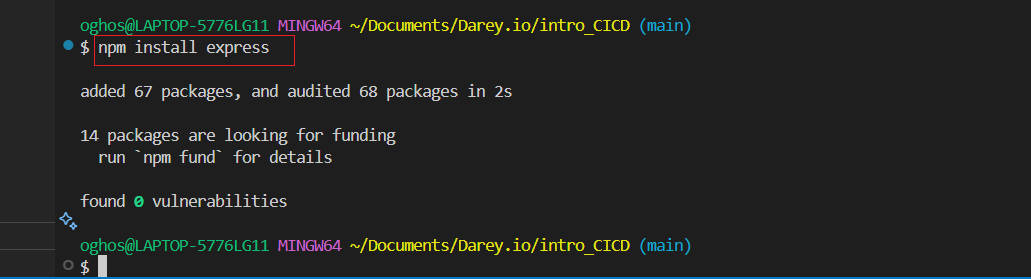 oghos@LAPTOP-5776LG11 MINGW64 ~/Documents/Darey.io/intro_CICD (main)
$ npm install express
added 67 packages, and audited 68 packages in 2s
14 packages are looking for funding
  run `npm fund` for details
found 0 vulnerabilities
oghos@LAPTOP-5776LG11 MINGW64 ~/Documents/Darey.io/intro_CICD (main)
$